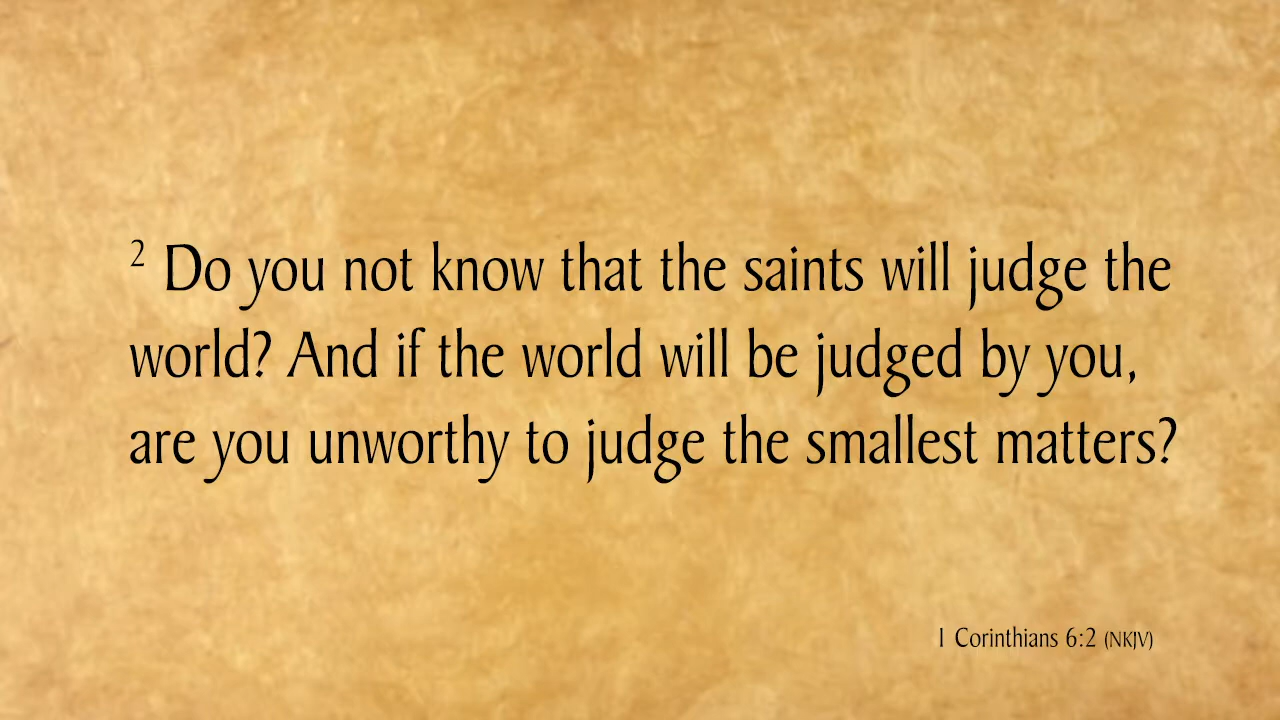 2 Do you not know that the saints will judge the
world? And if the world will be judged by you,
are you unworthy to judge the smallest matters?
1 Corinthians 6:2 (NKJV)